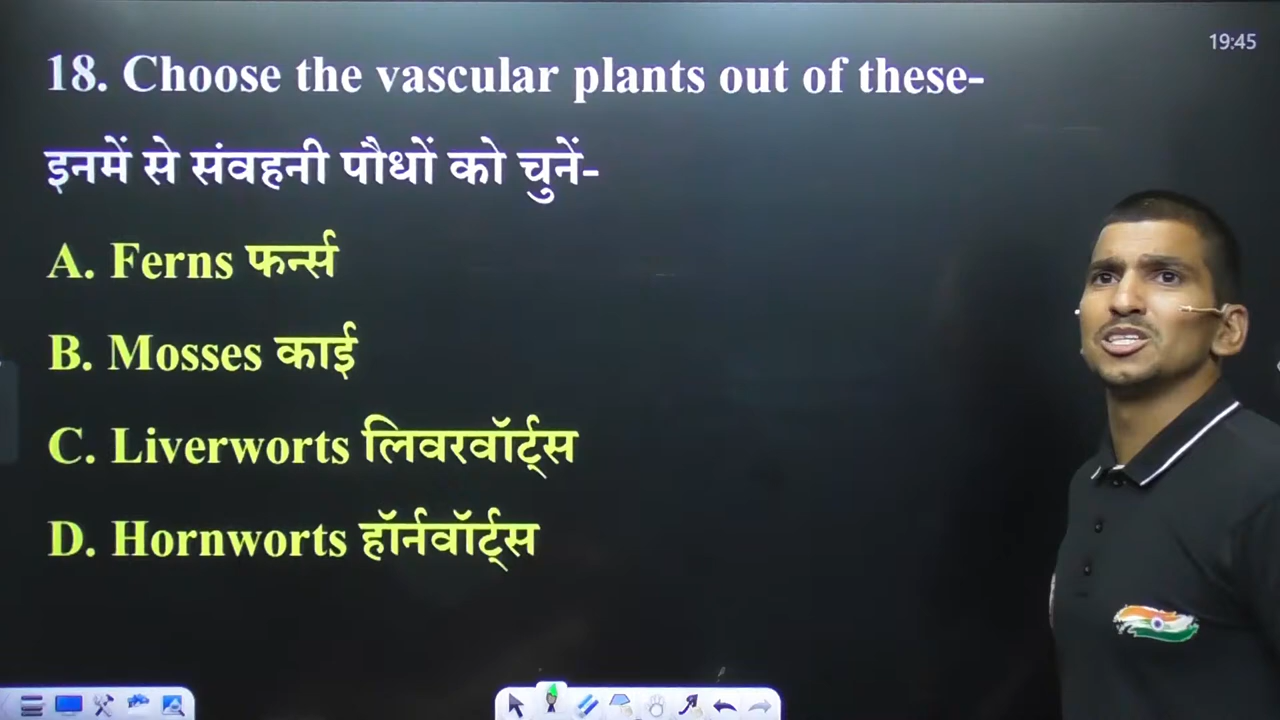 19:45
18. Choose the vascular plants out of these-
इनमें से संवहनी पौधों को चुनें-
A. Ferns फर्न्स
B. Mosses काई
C. Liverworts लिवरवॉर्ट्स
D. Hornworts हॉर्नवॉर्ट्स